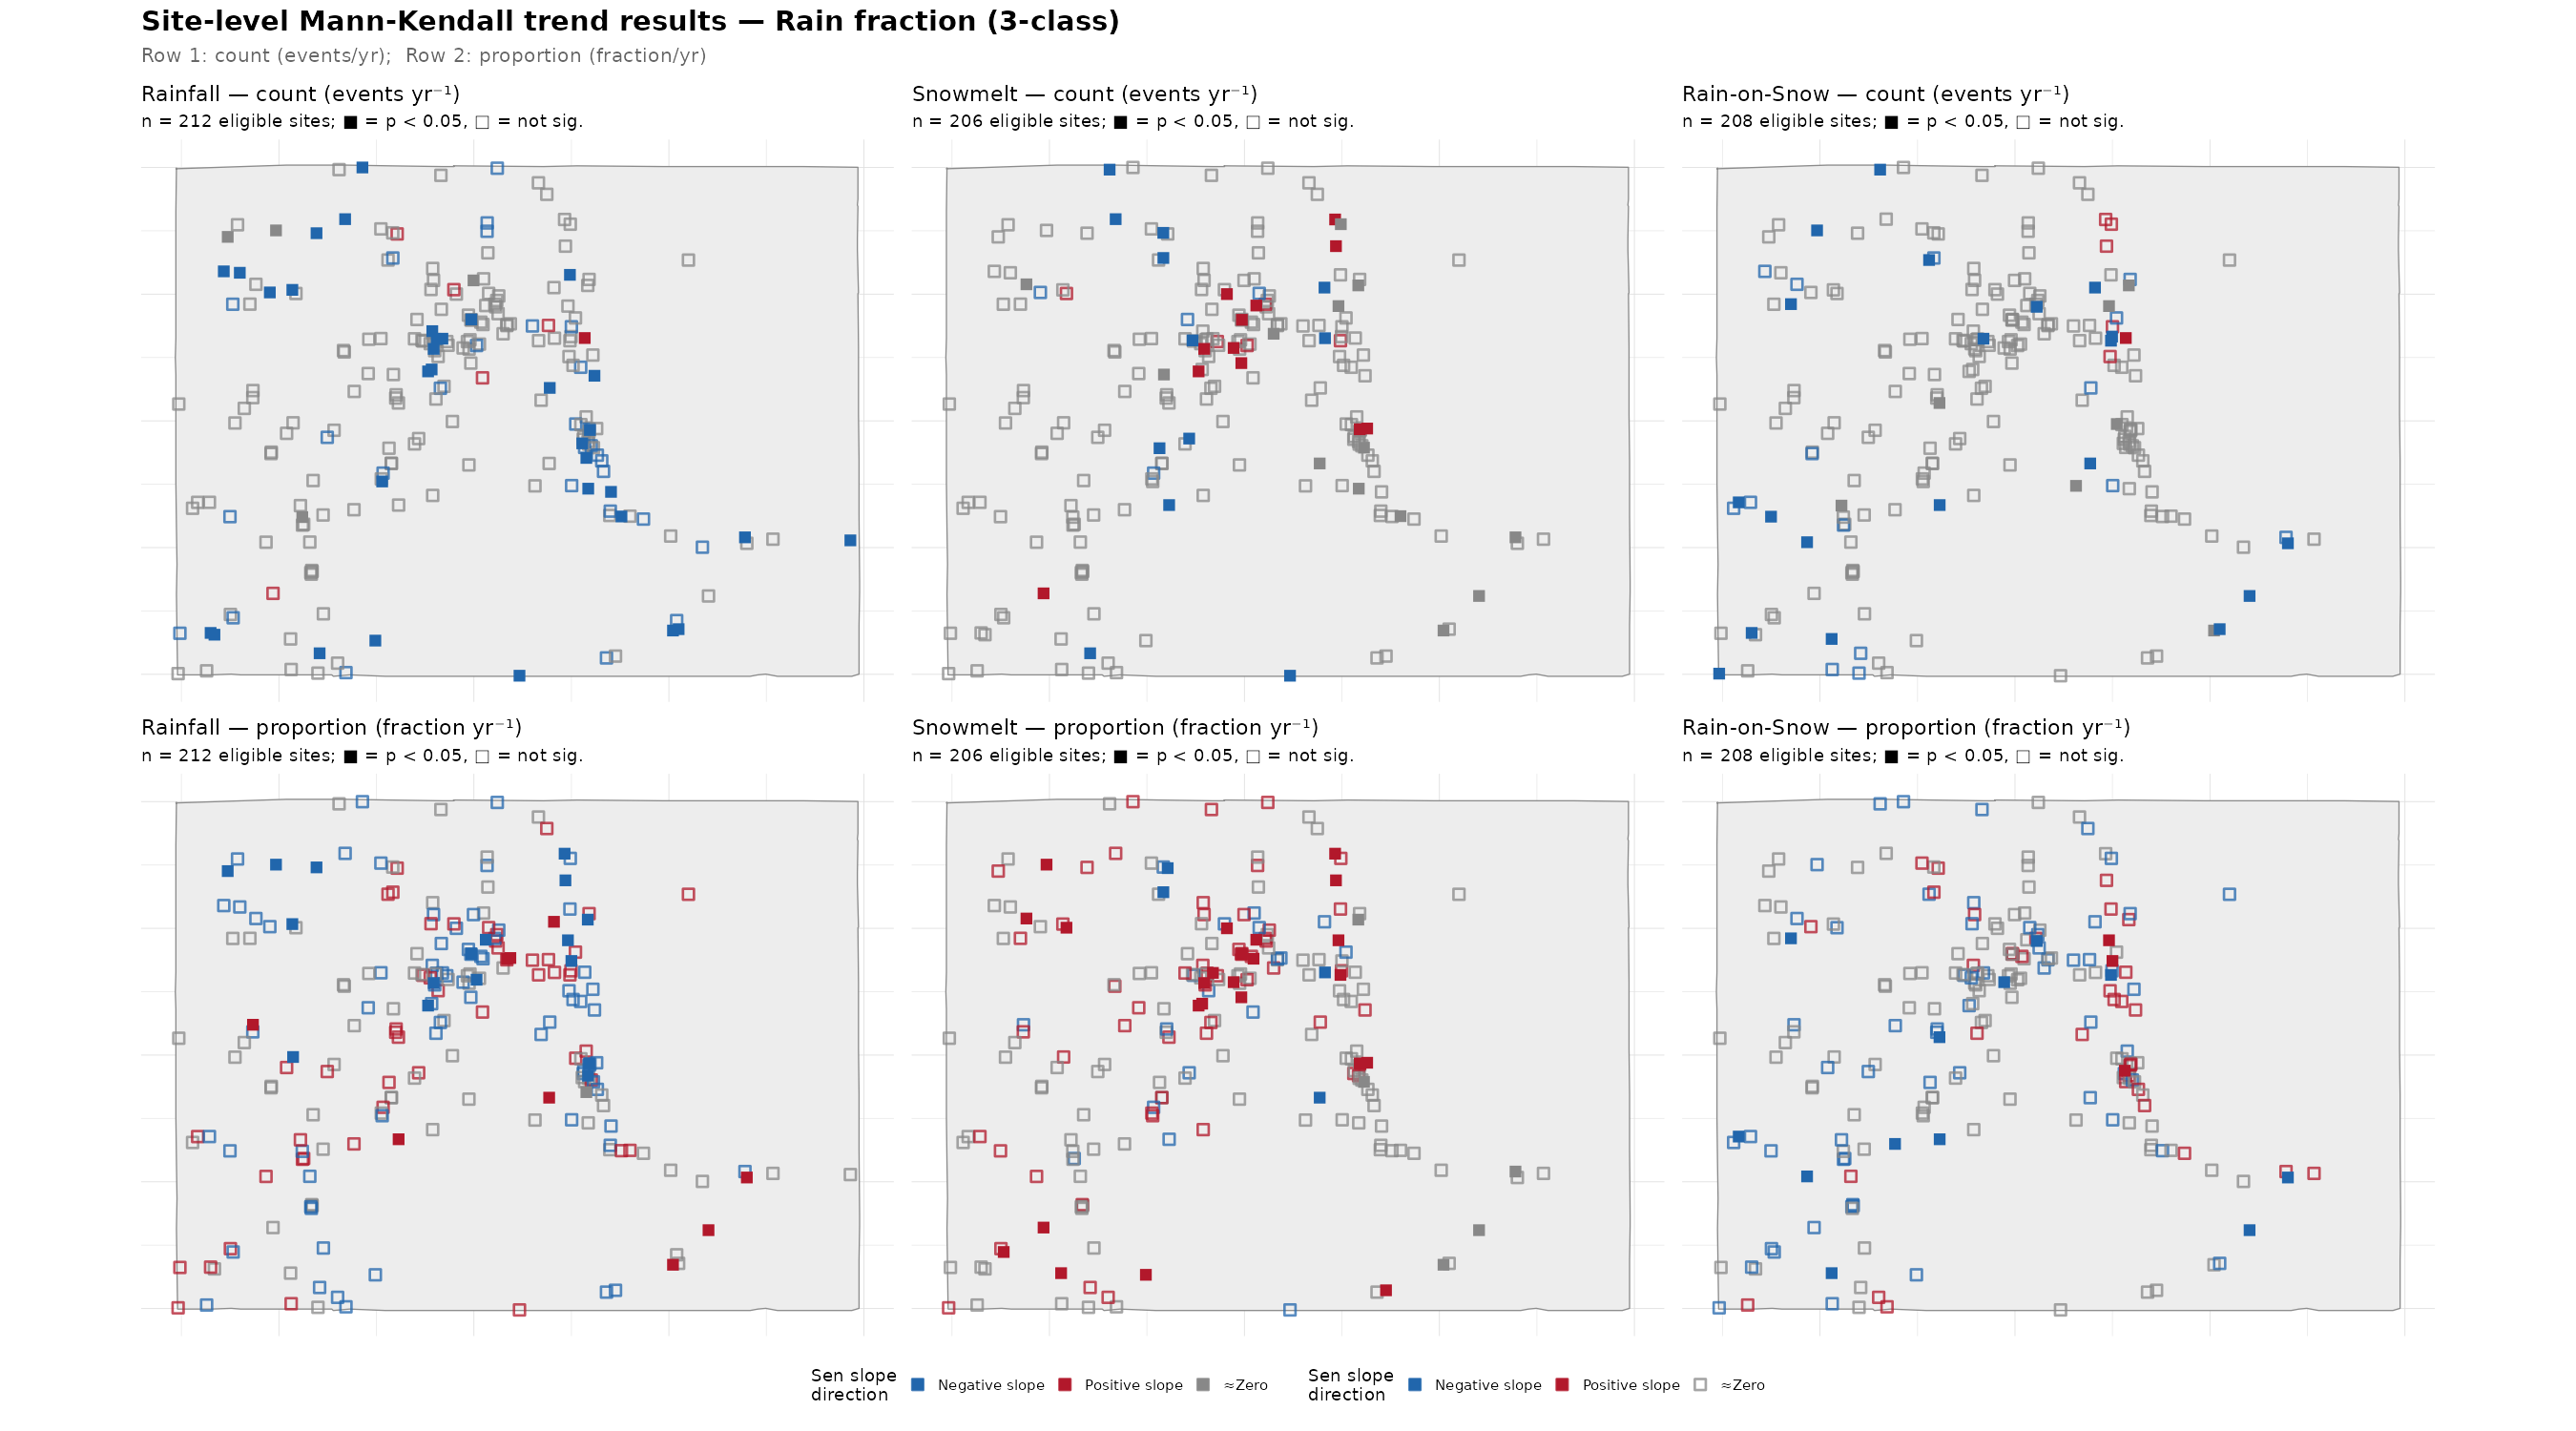 Site-level Mann-Kendall trend results — Rain fraction (3-class)
Row 1: count (events/yr);  Row 2: proportion (fraction/yr)
Rainfall — count (events yr⁻¹)
n = 212 eligible sites; ■ = p < 0.05, □ = not sig.
Snowmelt — count (events yr⁻¹)
n = 206 eligible sites; ■ = p < 0.05, □ = not sig.
Rain-on-Snow — count (events yr⁻¹)
n = 208 eligible sites; ■ = p < 0.05, □ = not sig.
Rainfall — proportion (fraction yr⁻¹)
n = 212 eligible sites; ■ = p < 0.05, □ = not sig.
Snowmelt — proportion (fraction yr⁻¹)
n = 206 eligible sites; ■ = p < 0.05, □ = not sig.
Rain-on-Snow — proportion (fraction yr⁻¹)
n = 208 eligible sites; ■ = p < 0.05, □ = not sig.
Sen slope
direction
Negative slope
Positive slope
≈Zero
Sen slope
direction
Negative slope
Positive slope
≈Zero